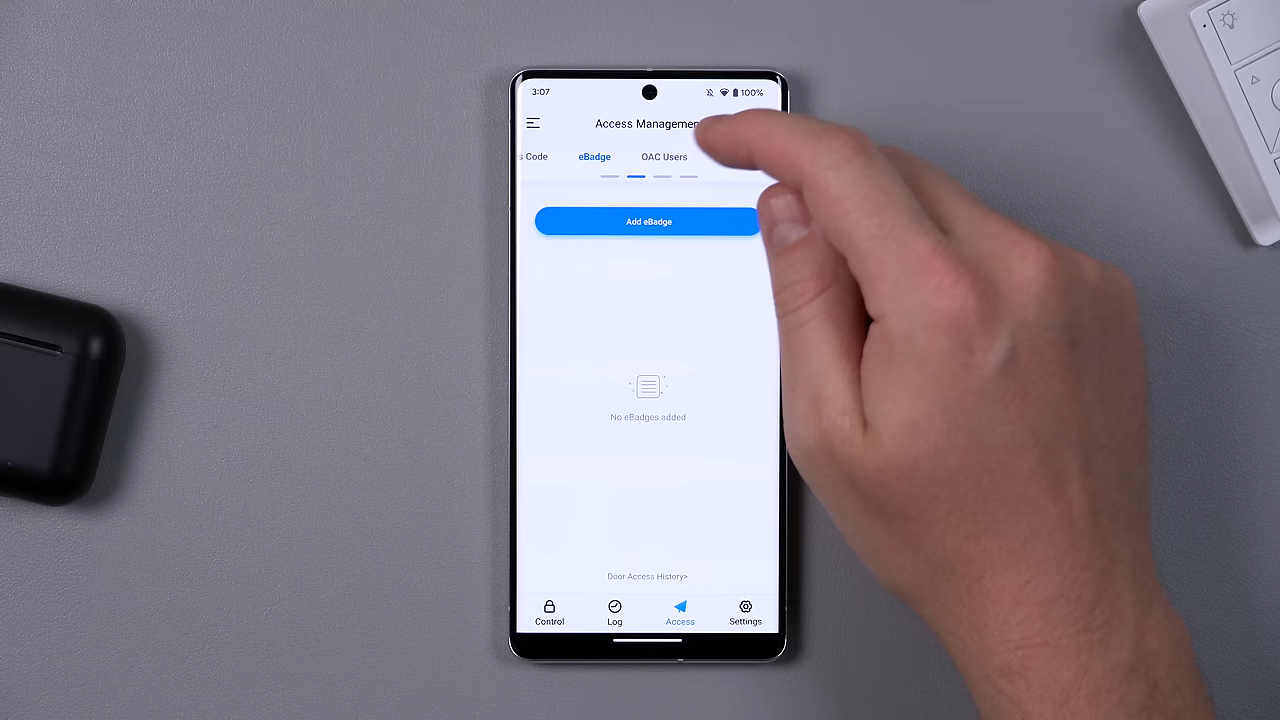 3:07 100%
Access Managemen
s Code eBadge OAC Users
Add eBadge
No eBadges added
Door Access History>
Control Log Access Settings